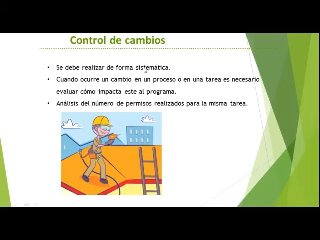 Control de cambios
• Se debe realizar de forma sistemática.
• Cuando ocurre un cambio en un proceso o en una tarea es necesario
evaluar cómo impacta este al programa.
• Análisis del número de permisos realizados para la misma tarea.